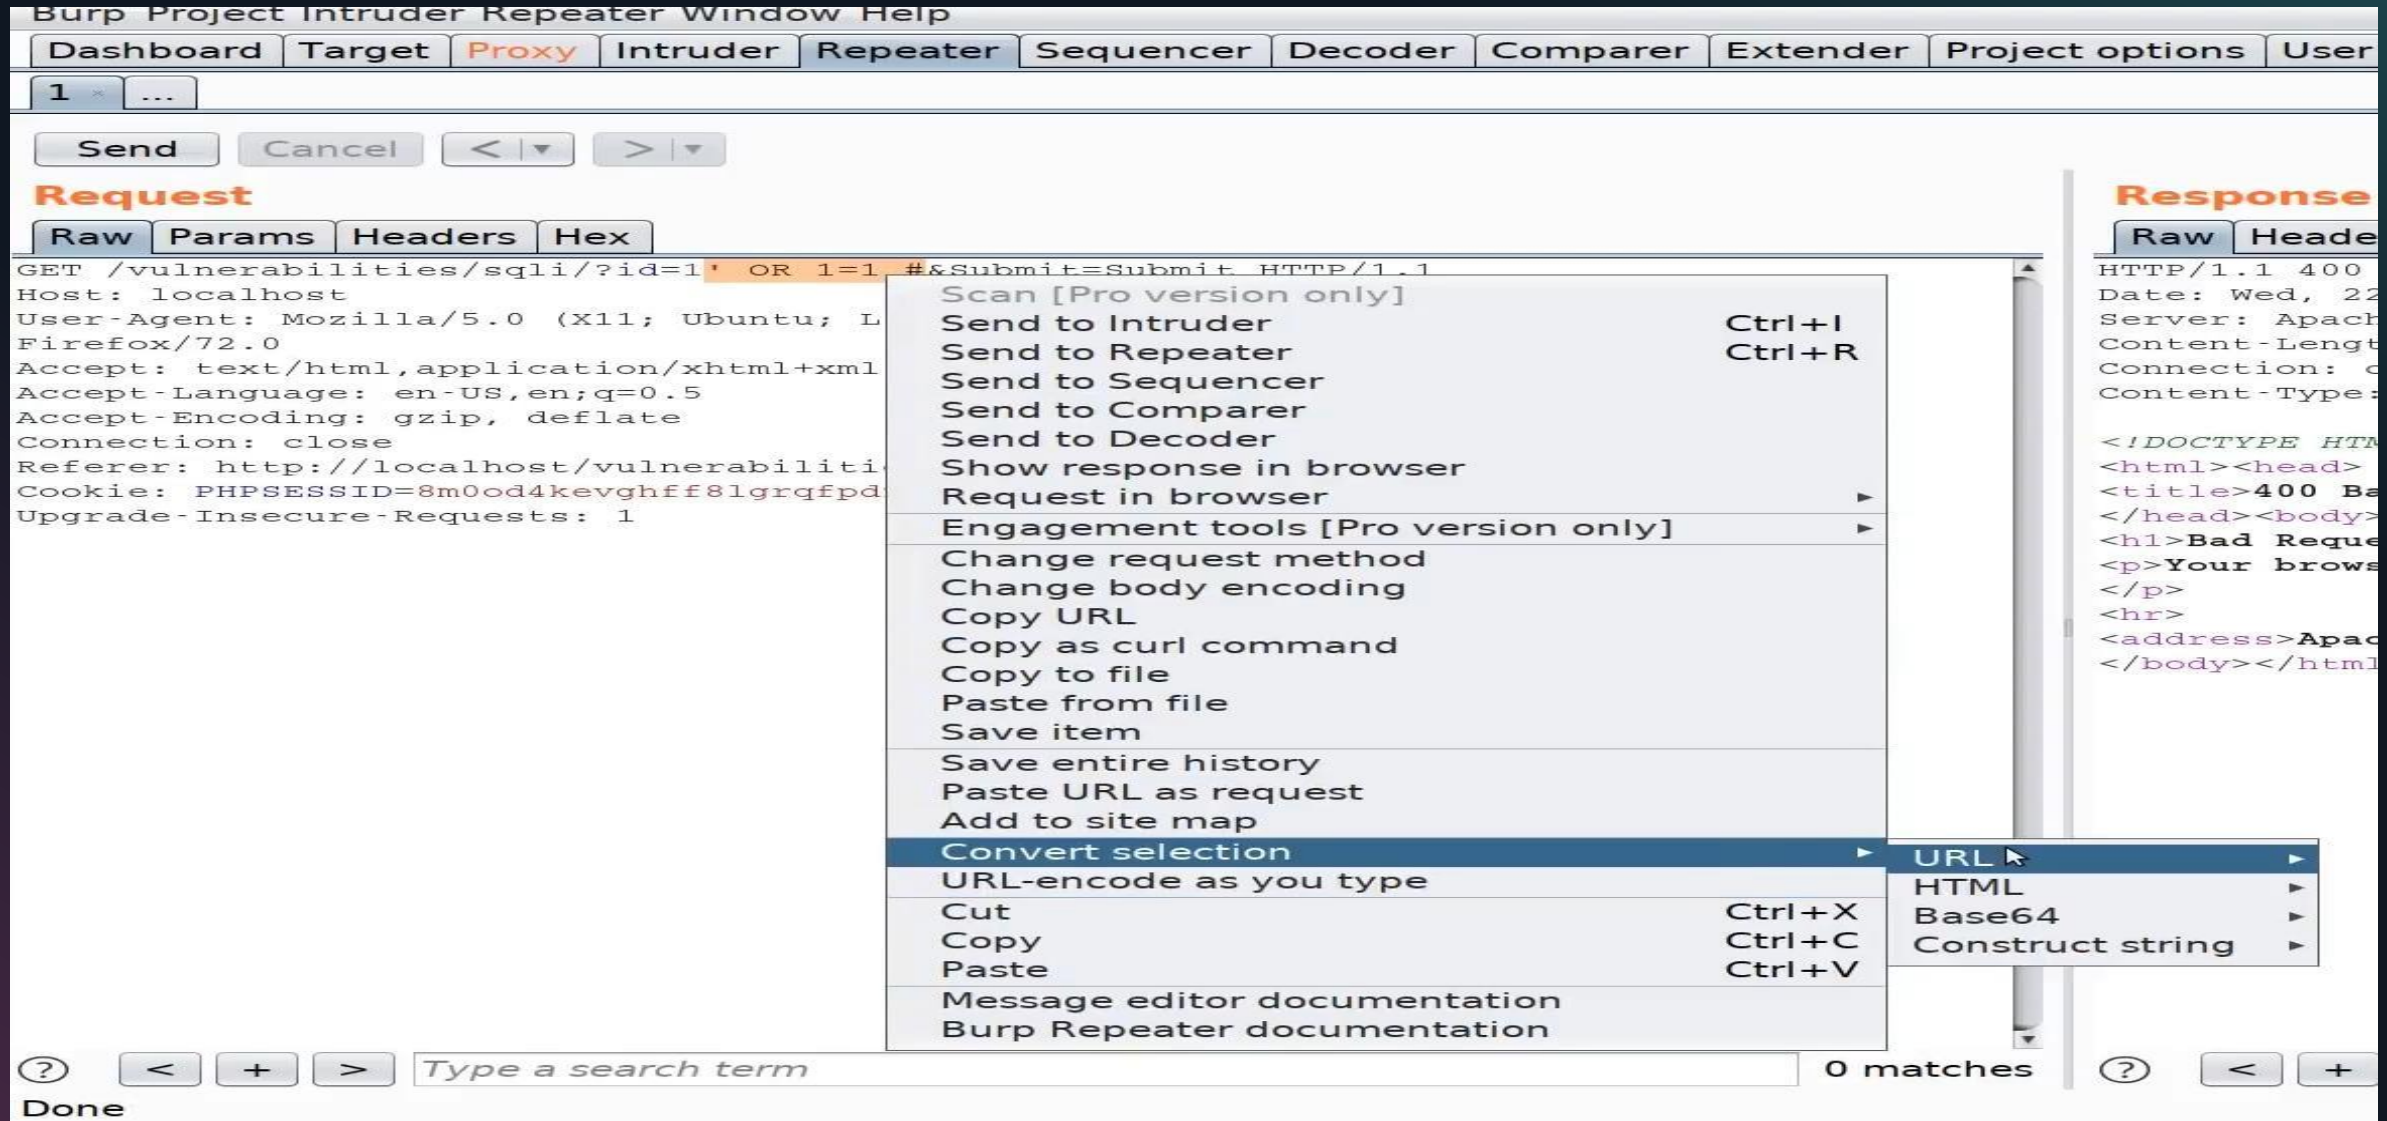 Burp Project Intruder Repeater Window Help
Dashboard Target Proxy Intruder Repeater Sequencer Decoder Comparer Extender Project options User
1 × ...
Send Cancel < >
Request
Raw Params Headers Hex
GET /vulnerabilities/sqli/?id=1' OR 1=1 #&Submit=Submit HTTP/1.1
Host: localhost
User-Agent: Mozilla/5.0 (X11; Ubuntu; L
Firefox/72.0
Accept: text/html,application/xhtml+xml
Accept-Language: en-US,en;q=0.5
Accept-Encoding: gzip, deflate
Connection: close
Referer: http://localhost/vulnerabiliti
Cookie: PHPSESSID=8m0od4kevghff8lgrqfpd
Upgrade-Insecure-Requests: 1
Scan [Pro version only]
Send to Intruder Ctrl+I
Send to Repeater Ctrl+R
Send to Sequencer
Send to Comparer
Send to Decoder
Show response in browser
Request in browser
Engagement tools [Pro version only]
Change request method
Change body encoding
Copy URL
Copy as curl command
Copy to file
Paste from file
Save item
Save entire history
Paste URL as request
Add to site map
Convert selection
URL-encode as you type
Cut Ctrl+X
Copy Ctrl+C
Paste Ctrl+V
Message editor documentation
Burp Repeater documentation
URL
HTML
Base64
Construct string
Response
Raw Heade
HTTP/1.1 400
Date: Wed, 22
Server: Apach
Content-Lengt
Connection: c
Content-Type:
<!DOCTYPE HTM
<html><head>
<title>400 Ba
</head><body>
<h1>Bad Reque
<p>Your brows
</p>
<hr>
<address>Apac
</body></html
? < + > Type a search term 0 matches
? < +
Done